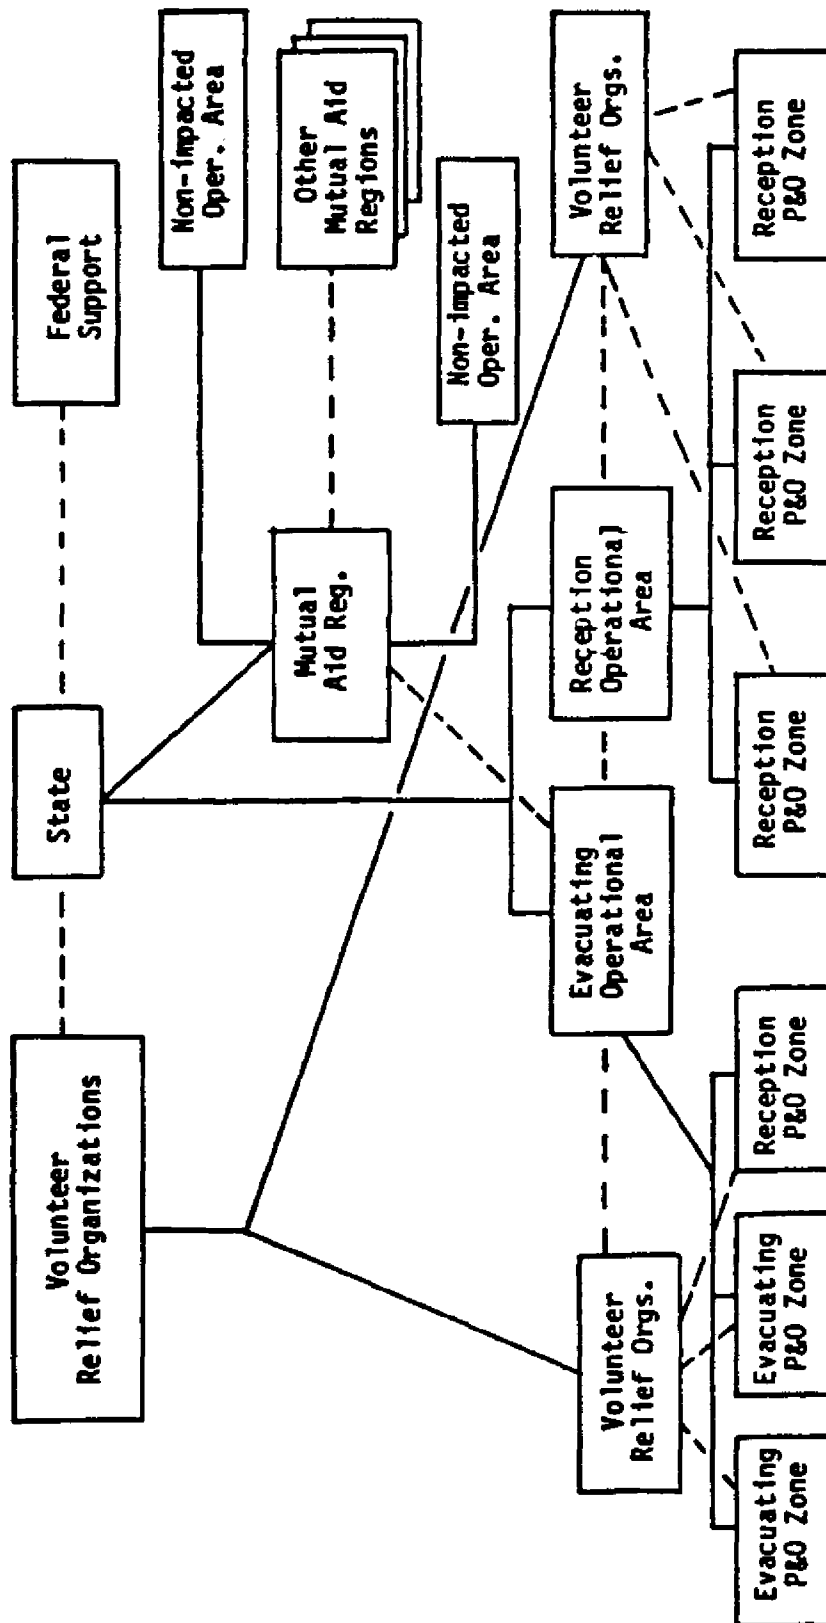 Volunteer
Relief Organizations
State
Federal
Support
Non-impacted
Oper. Area
Mutual
Aid Reg.
Other
Mutual Aid
Regions
Non-impacted
Oper. Area
Volunteer
Relief Orgs.
Evacuating
Operational
Area
Reception
Operational
Area
Volunteer
Relief Orgs.
Evacuating
P&O Zone
Evacuating
P&O Zone
Reception
P&O Zone
Reception
P&O Zone
Reception
P&O Zone
Reception
P&O Zone